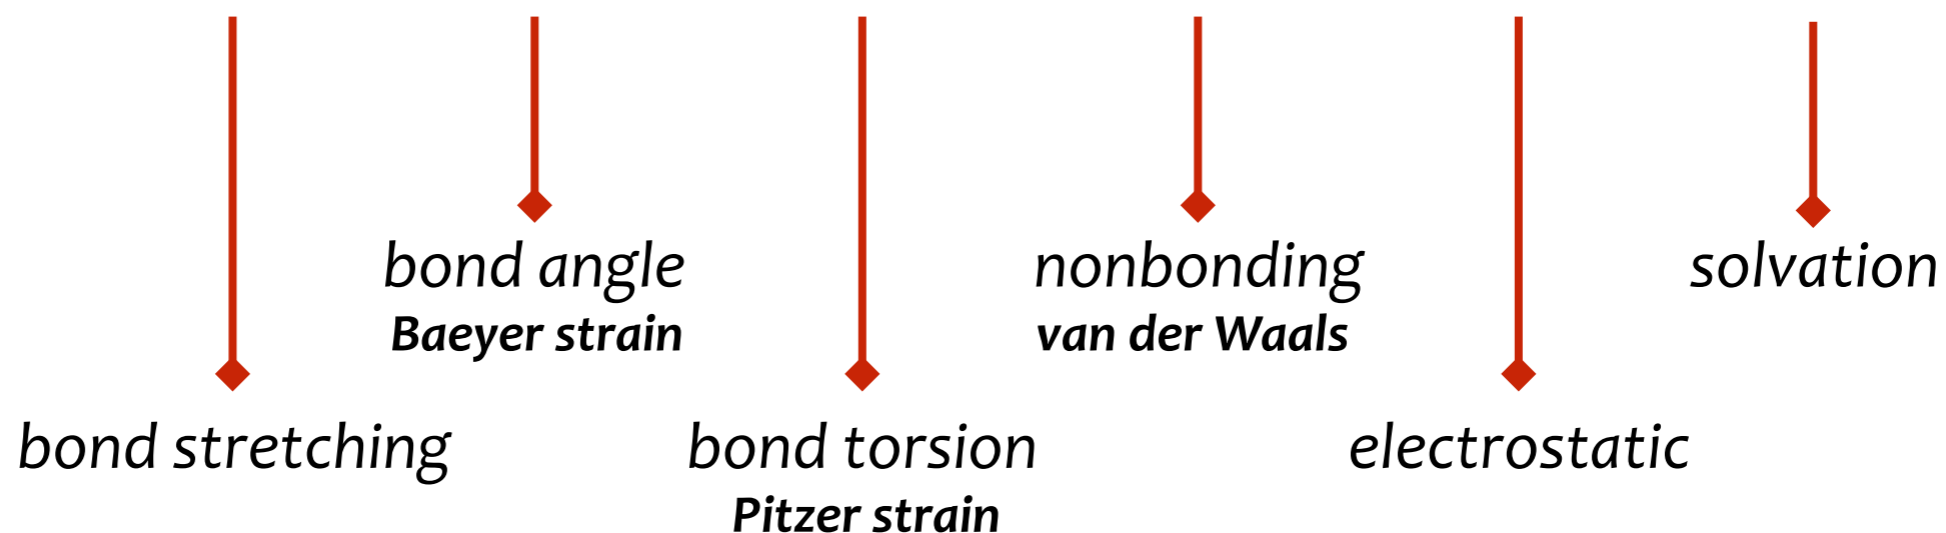 bond angle
Baeyer strain
nonbonding
van der Waals
solvation
bond stretching
bond torsion
Pitzer strain
electrostatic